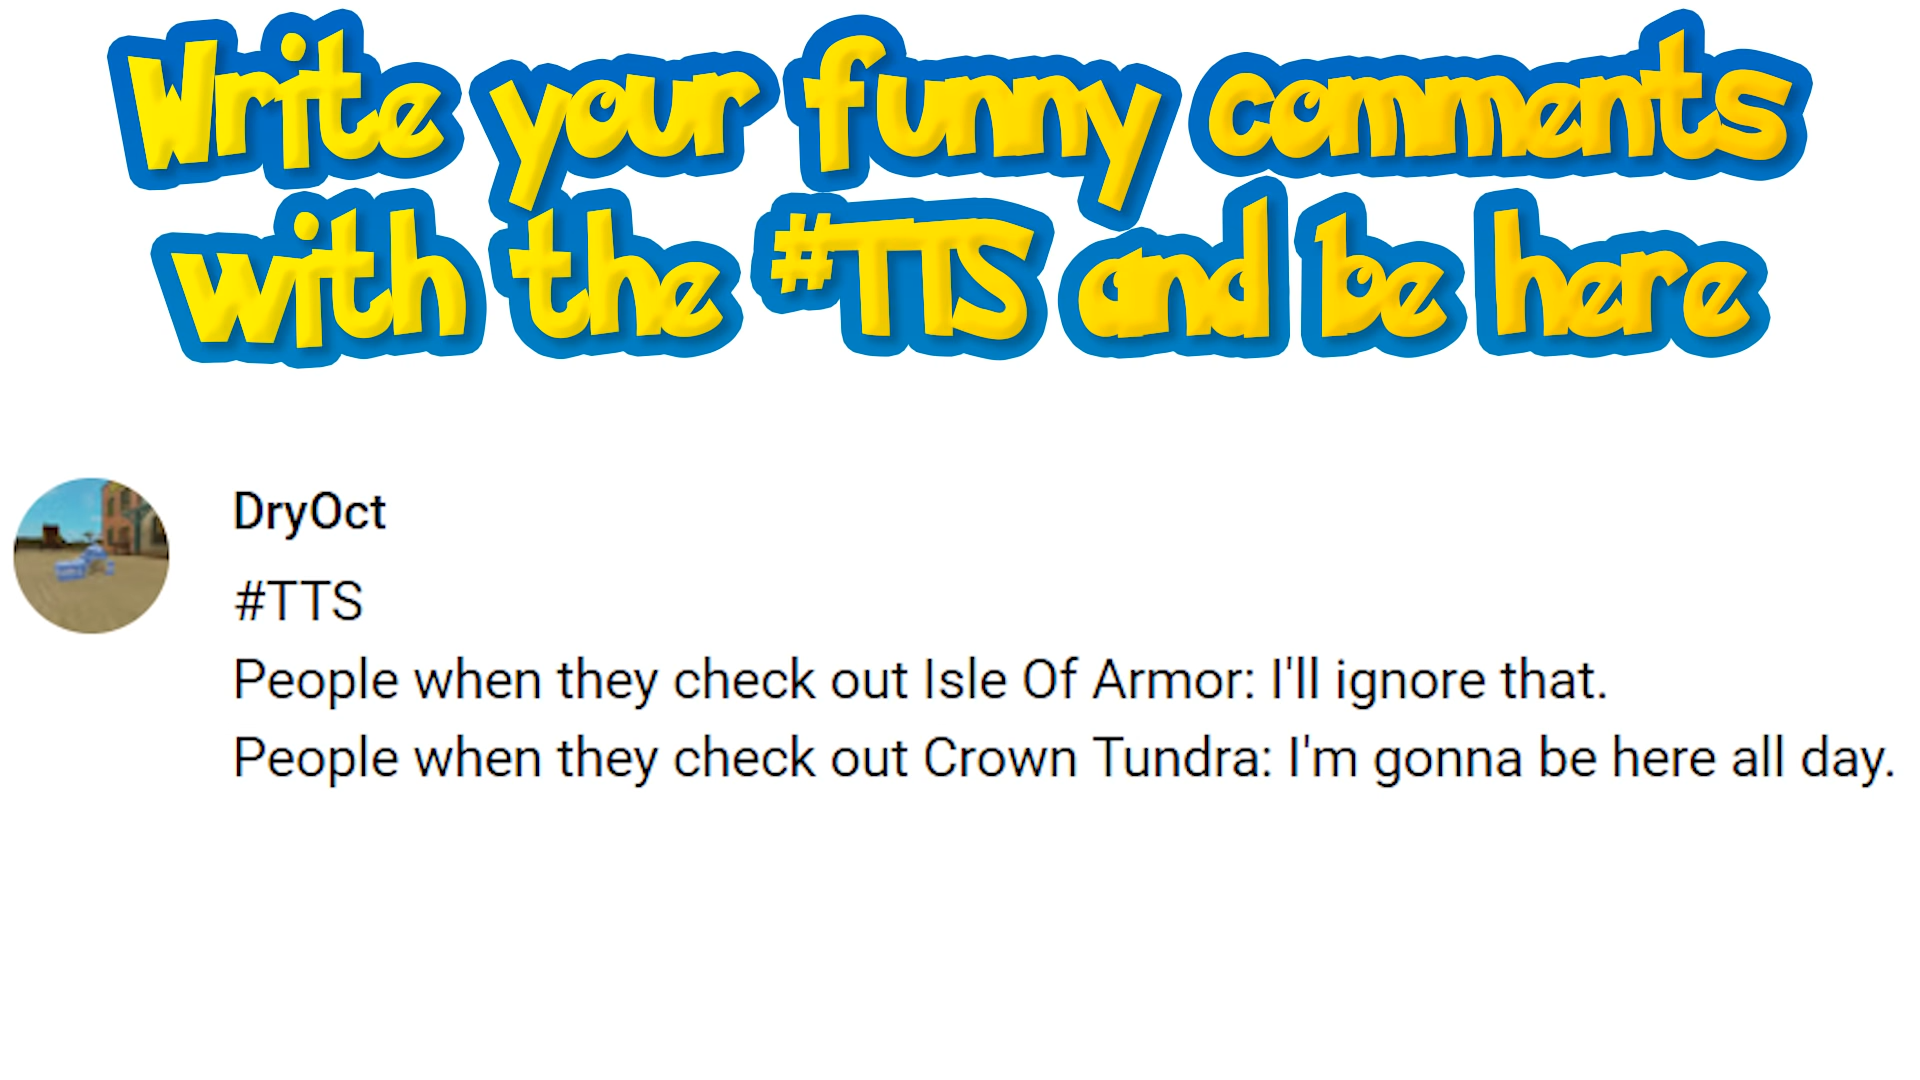 Write your funny comments
with the #TTS and be here
DryOct
#TTS
People when they check out Isle Of Armor: I'll ignore that.
People when they check out Crown Tundra: I'm gonna be here all day.